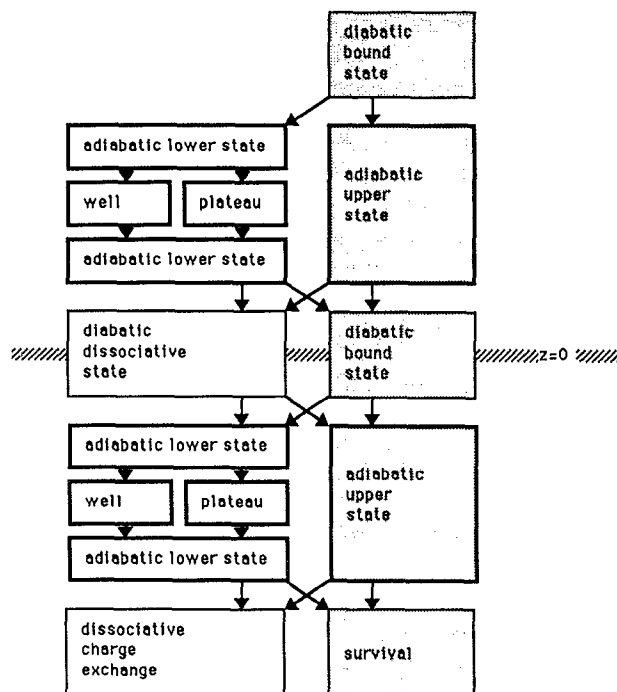 diabatic
bound
state
adiabatic lower state
well
plateau
adiabatic
upper
state
adiabatic lower state
diabatic
dissociative
state
diabatic
bound
state
z=0
adiabatic lower state
well
plateau
adiabatic
upper
state
adiabatic lower state
dissociative
charge
exchange
survival